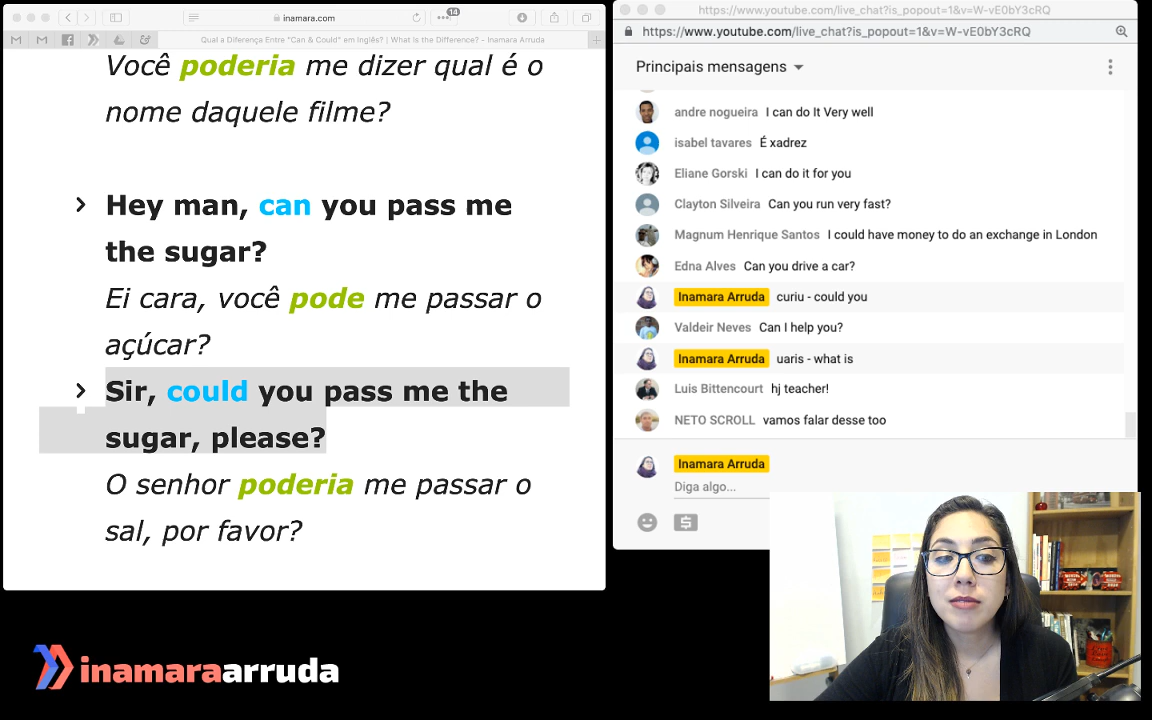 14
inamara.com
Qual a Diferença Entre "Can & Could" em Inglês? | What is the Difference? – Inamara Arruda
Você poderia me dizer qual é o
nome daquele filme?
Hey man, can you pass me
the sugar?
Ei cara, você pode me passar o
açúcar?
Sir, could you pass me the
sugar, please?
O senhor poderia me passar o
sal, por favor?
inamaraarruda
https://www.youtube.com/live_chat?is_popout=1&v=W-vE0bY3cRQ
https://www.youtube.com/live_chat?is_popout=1&v=W-vE0bY3cRQ
Principais mensagens
andre nogueira I can do It Very well
isabel tavares É xadrez
Eliane Gorski I can do it for you
Clayton Silveira Can you run very fast?
Magnum Henrique Santos I could have money to do an exchange in London
Edna Alves Can you drive a car?
Inamara Arruda curiu - could you
Valdeir Neves Can I help you?
Inamara Arruda uaris - what is
Luis Bittencourt hj teacher!
NETO SCROLL vamos falar desse too
Inamara Arruda
Diga algo...